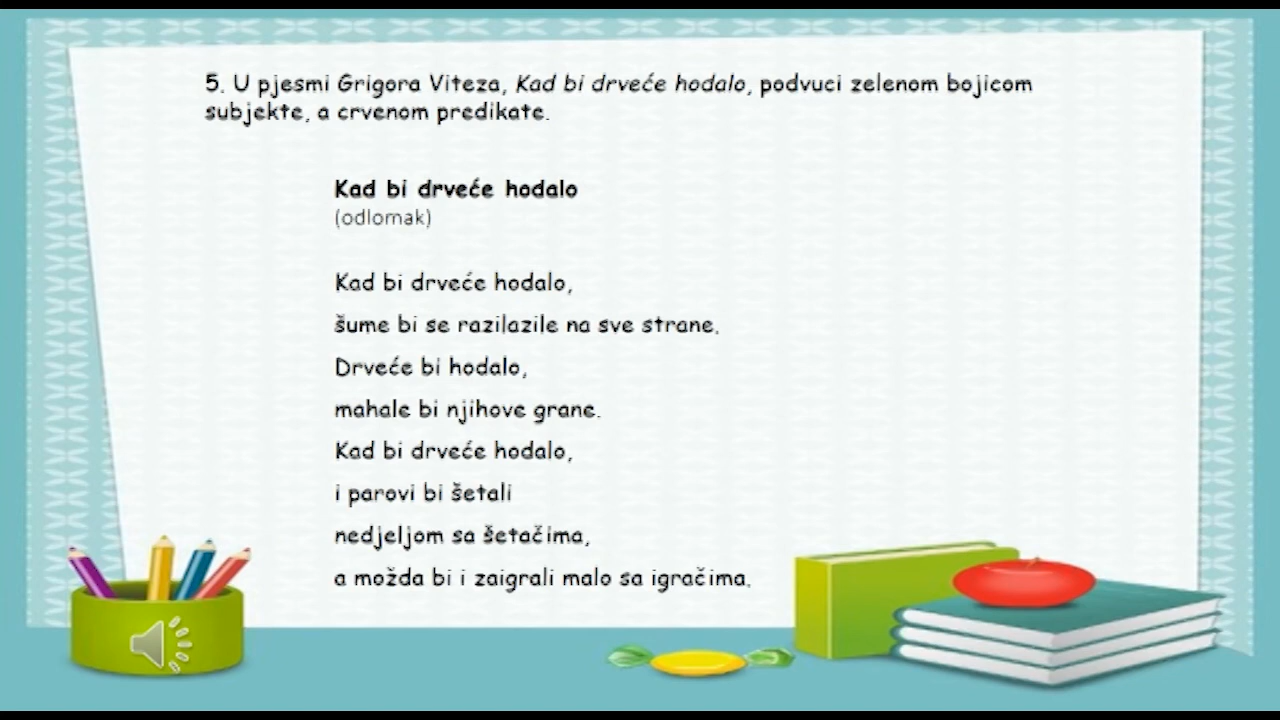 5. U pjesmi Grigora Viteza, Kad bi drveće hodalo, podvuci zelenom bojicom
subjekte, a crvenom predikate.
Kad bi drveće hodalo
(odlomak)
Kad bi drveće hodalo,
šume bi se razilazile na sve strane.
Drveće bi hodalo,
mahale bi njihove grane.
Kad bi drveće hodalo,
i parovi bi šetali
nedjeljom sa šetačima,
a možda bi i zaigrali malo sa igračima.